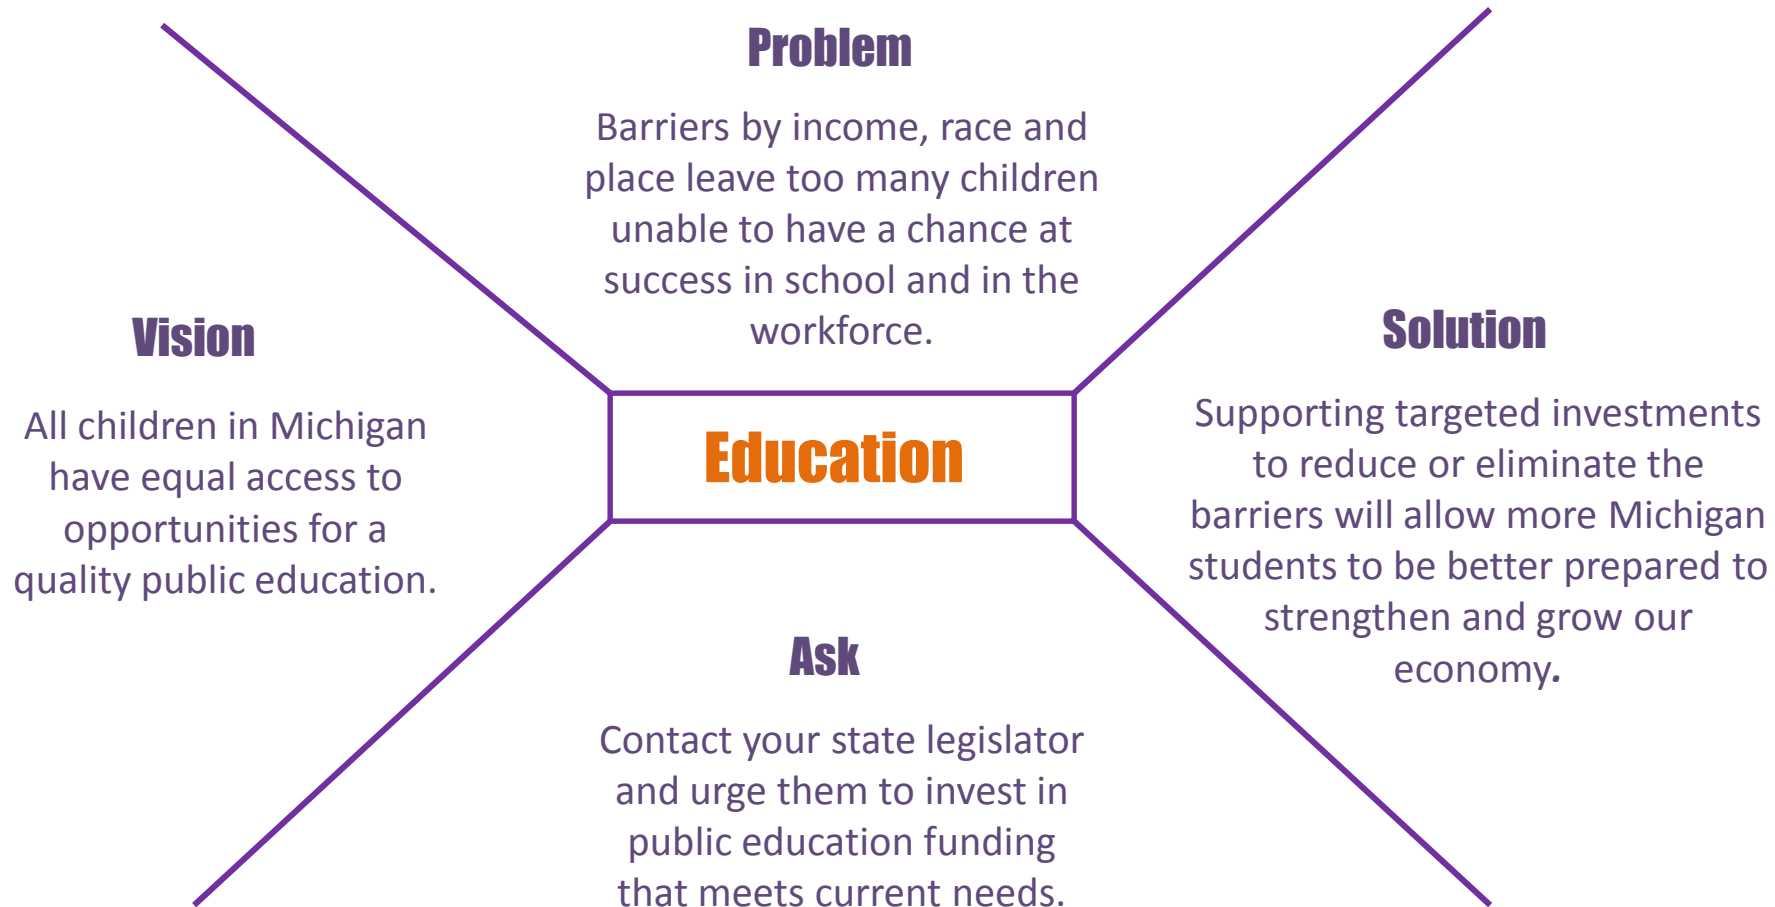 Problem
Barriers by income, race and
place leave too many children
unable to have a chance at
success in school and in the
workforce.
Vision
All children in Michigan
have equal access to
opportunities for a
quality public education.
Education
Solution
Supporting targeted investments
to reduce or eliminate the
barriers will allow more Michigan
students to be better prepared to
strengthen and grow our
economy.
Ask
Contact your state legislator
and urge them to invest in
public education funding
that meets current needs.